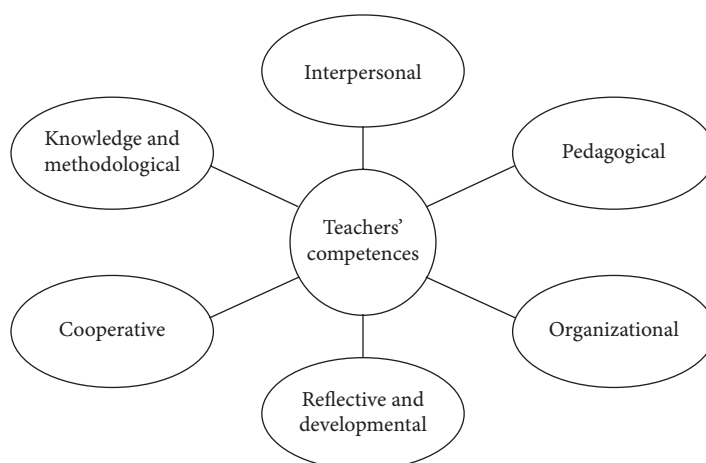 Interpersonal
Knowledge and
methodological
Pedagogical
Teachers’
competences
Cooperative
Organizational
Reflective and
developmental